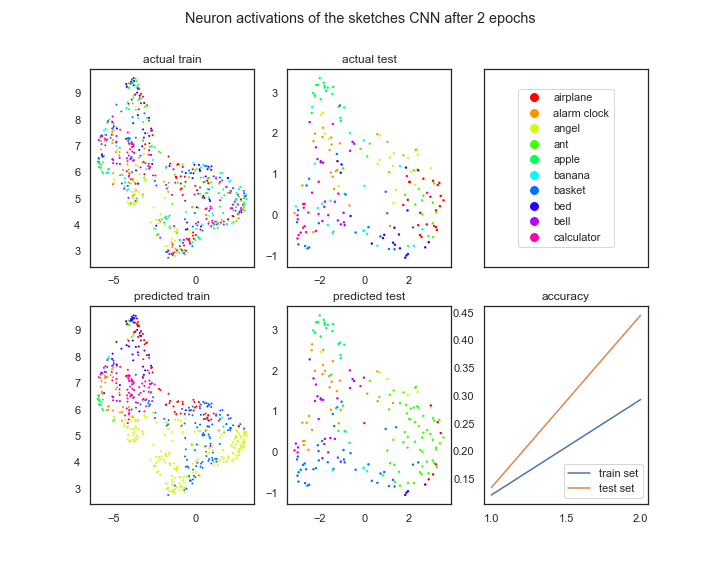 Neuron activations of the sketches CNN after 2 epochs
actual train
9
8
7
6
5
4
3
−5
0
actual test
3
2
1
0
−1
−2
0
2
airplane
alarm clock
angel
ant
apple
banana
basket
bed
bell
calculator
predicted train
9
8
7
6
5
4
3
−5
0
predicted test
3
2
1
0
−1
−2
0
2
accuracy
0.45
0.40
0.35
0.30
0.25
0.20
0.15
train set
test set
1.0
1.5
2.0